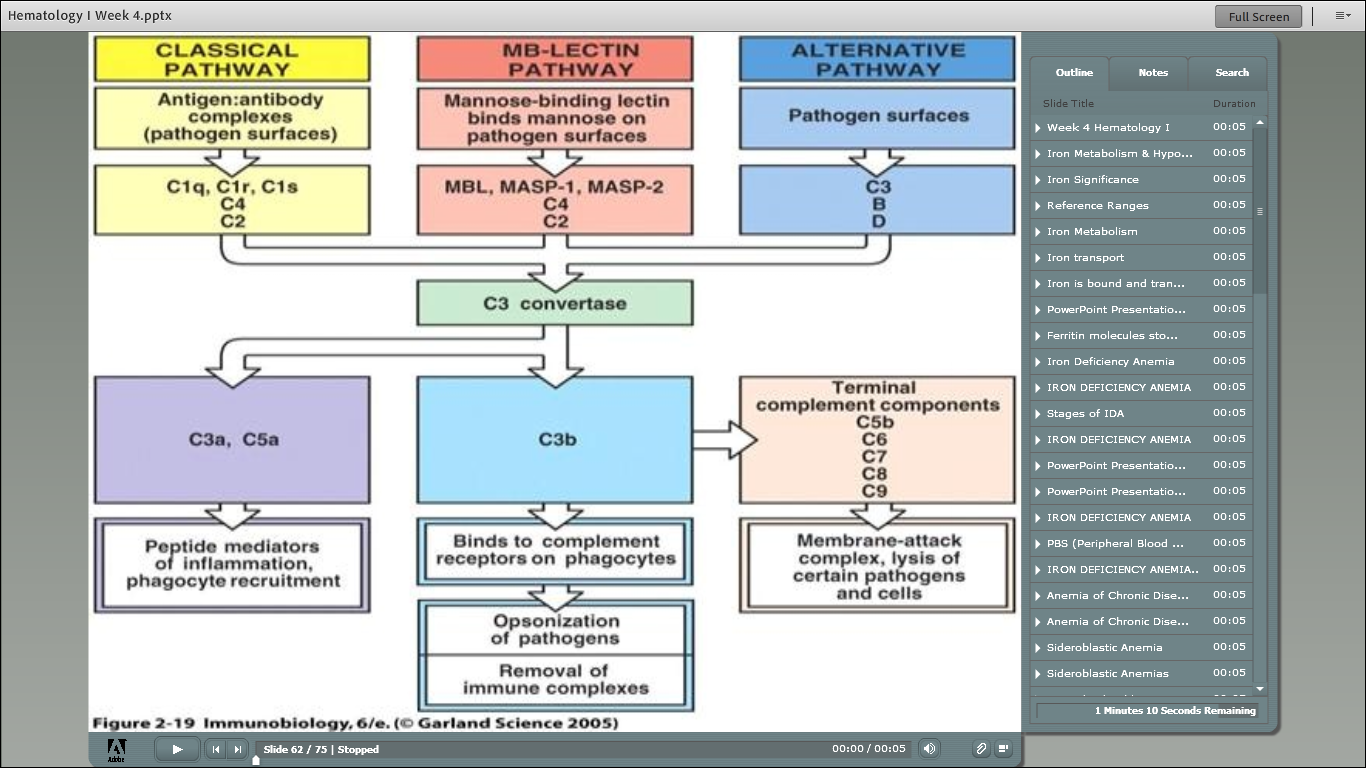 Hematology I Week 4.pptx
Full Screen
CLASSICAL
PATHWAY
MB-LECTIN
PATHWAY
ALTERNATIVE
PATHWAY
Antigen:antibody
complexes
(pathogen surfaces)
Mannose-binding lectin
binds mannose on
pathogen surfaces
Pathogen surfaces
C1q, C1r, C1s
C4
C2
MBL, MASP-1, MASP-2
C4
C2
C3
B
D
C3 convertase
C3a, C5a
C3b
Terminal
complement components
C5b
C6
C7
C8
C9
Peptide mediators
of inflammation,
phagocyte recruitment
Binds to complement
receptors on phagocytes
Opsonization
of pathogens
Removal of
immune complexes
Membrane-attack
complex, lysis of
certain pathogens
and cells
Figure 2-19 Immunobiology, 6/e. (© Garland Science 2005)
Outline Notes Search
Slide Title Duration
Week 4 Hematology I 00:05
Iron Metabolism & Hypo... 00:05
Iron Significance 00:05
Reference Ranges 00:05
Iron Metabolism 00:05
Iron transport 00:05
Iron is bound and tran... 00:05
PowerPoint Presentatio... 00:05
Ferritin molecules sto... 00:05
Iron Deficiency Anemia 00:05
IRON DEFICIENCY ANEMIA 00:05
Stages of IDA 00:05
IRON DEFICIENCY ANEMIA 00:05
PowerPoint Presentatio... 00:05
PowerPoint Presentatio... 00:05
IRON DEFICIENCY ANEMIA 00:05
PBS (Peripheral Blood ... 00:05
IRON DEFICIENCY ANEMIA.. 00:05
Anemia of Chronic Dise... 00:05
Anemia of Chronic Dise... 00:05
Sideroblastic Anemia 00:05
Sideroblastic Anemias 00:05
1 Minutes 10 Seconds Remaining
Adobe
Slide 62 / 75 | Stopped
00:00 / 00:05